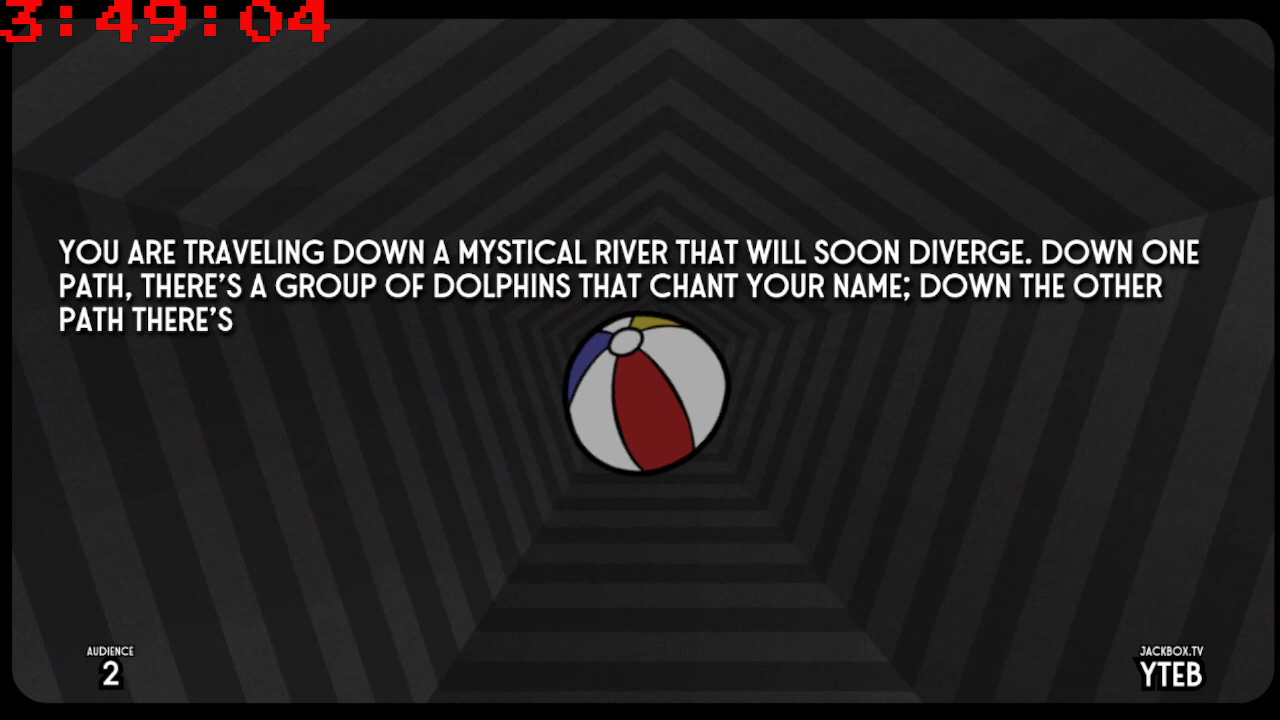 3:49:04
YOU ARE TRAVELING DOWN A MYSTICAL RIVER THAT WILL SOON DIVERGE. DOWN ONE
PATH, THERE'S A GROUP OF DOLPHINS THAT CHANT YOUR NAME; DOWN THE OTHER
PATH THERE'S
AUDIENCE
2
JACKBOX.TV
YTEB